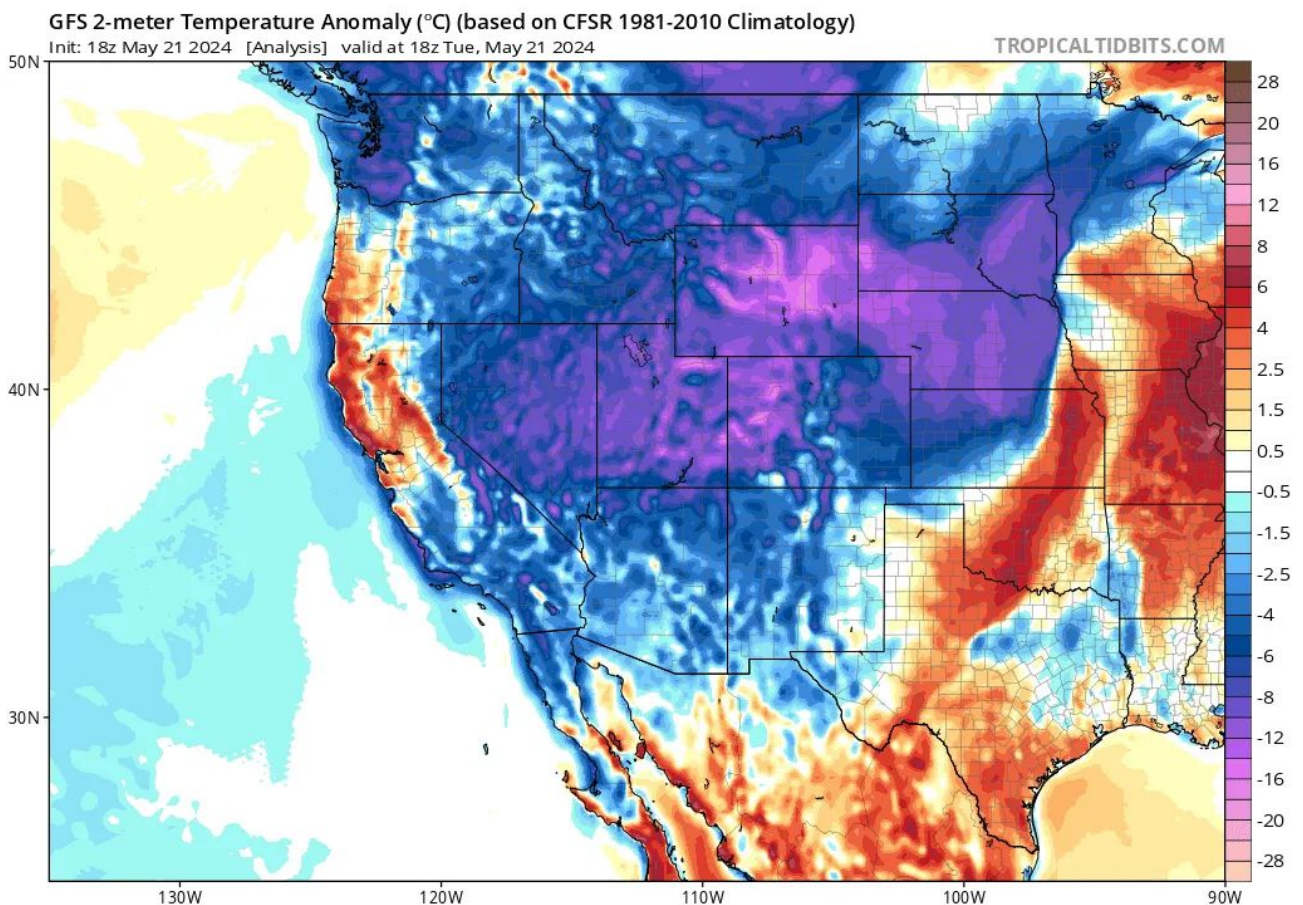 GFS 2-meter Temperature Anomaly (°C) (based on CFSR 1981-2010 Climatology)
Init: 18z May 21 2024 [Analysis] valid at 18z Tue, May 21 2024
TROPICALTIDBITS.COM
50N
40N
30N
130W
120W
110W
100W
90W
28
20
16
12
8
6
4
2.5
1.5
0.5
-0.5
-1.5
-2.5
-4
-6
-8
-12
-16
-20
-28